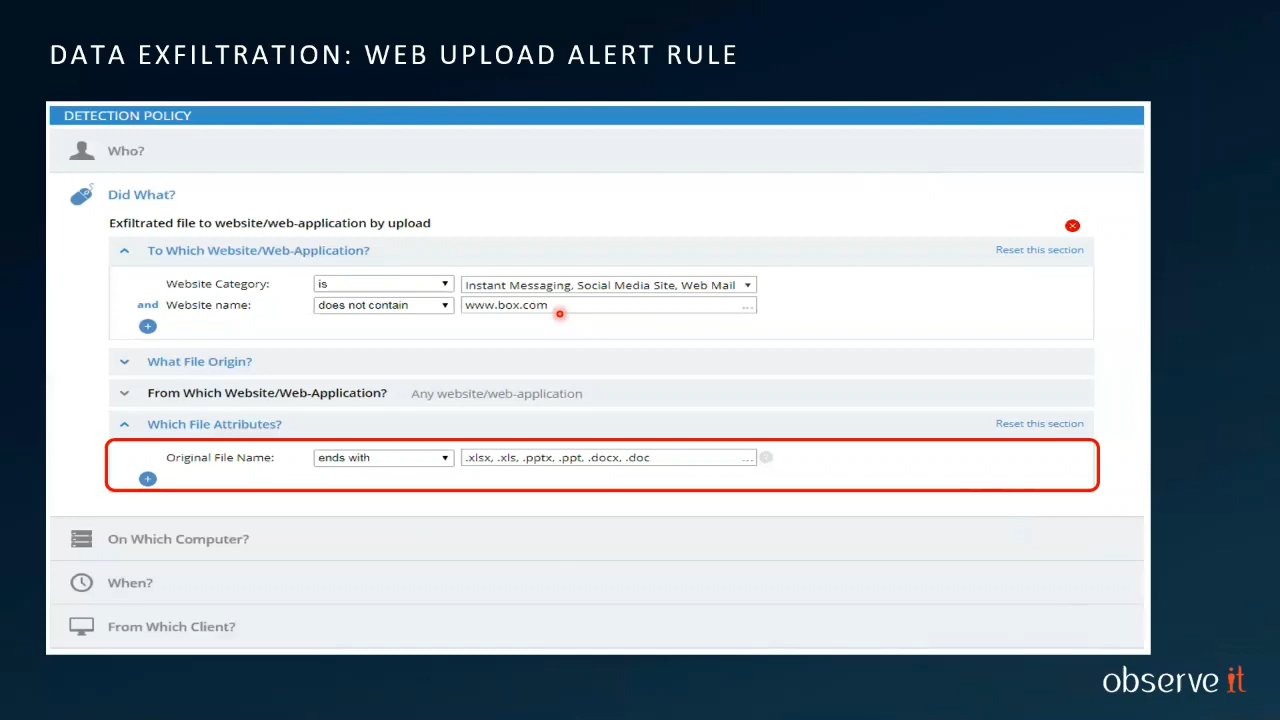 DATA EXFILTRATION: WEB UPLOAD ALERT RULE
DETECTION POLICY
Who?
Did What?
Exfiltrated file to website/web-application by upload
To Which Website/Web-Application? Reset this section
Website Category: is Instant Messaging, Social Media Site, Web Mail
and Website name: does not contain www.box.com ...
What File Origin?
From Which Website/Web-Application? Any website/web-application
Which File Attributes? Reset this section
Original File Name: ends with .xlsx, .xls, .pptx, .ppt, .docx, .doc ...
On Which Computer?
When?
From Which Client?
observe it